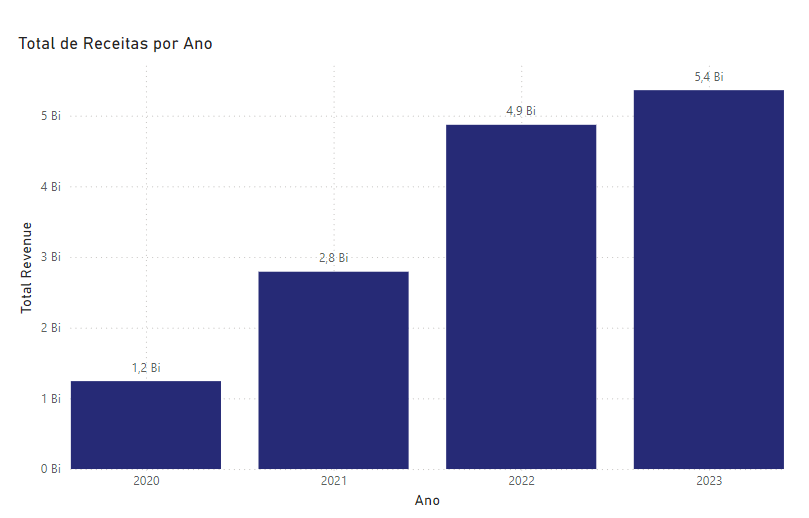 Total de Receitas por Ano
Total Revenue
5 Bi
4 Bi
3 Bi
2 Bi
1 Bi
0 Bi
1,2 Bi
2,8 Bi
4,9 Bi
5,4 Bi
2020
2021
2022
2023
Ano